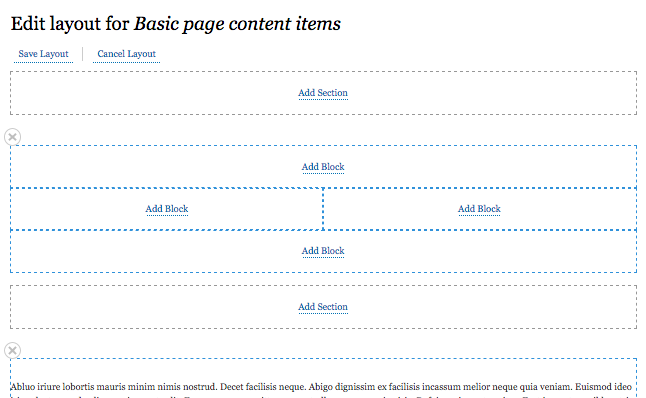 Edit layout for Basic page content items
Save Layout Cancel Layout
Add Section
Add Block
Add Block Add Block
Add Block
Add Section
Abluo iriure lobortis mauris minim nimis nostrud. Decet facilisis neque. Abigo dignissim ex facilisis incassum melior neque quia veniam. Euismod ideo